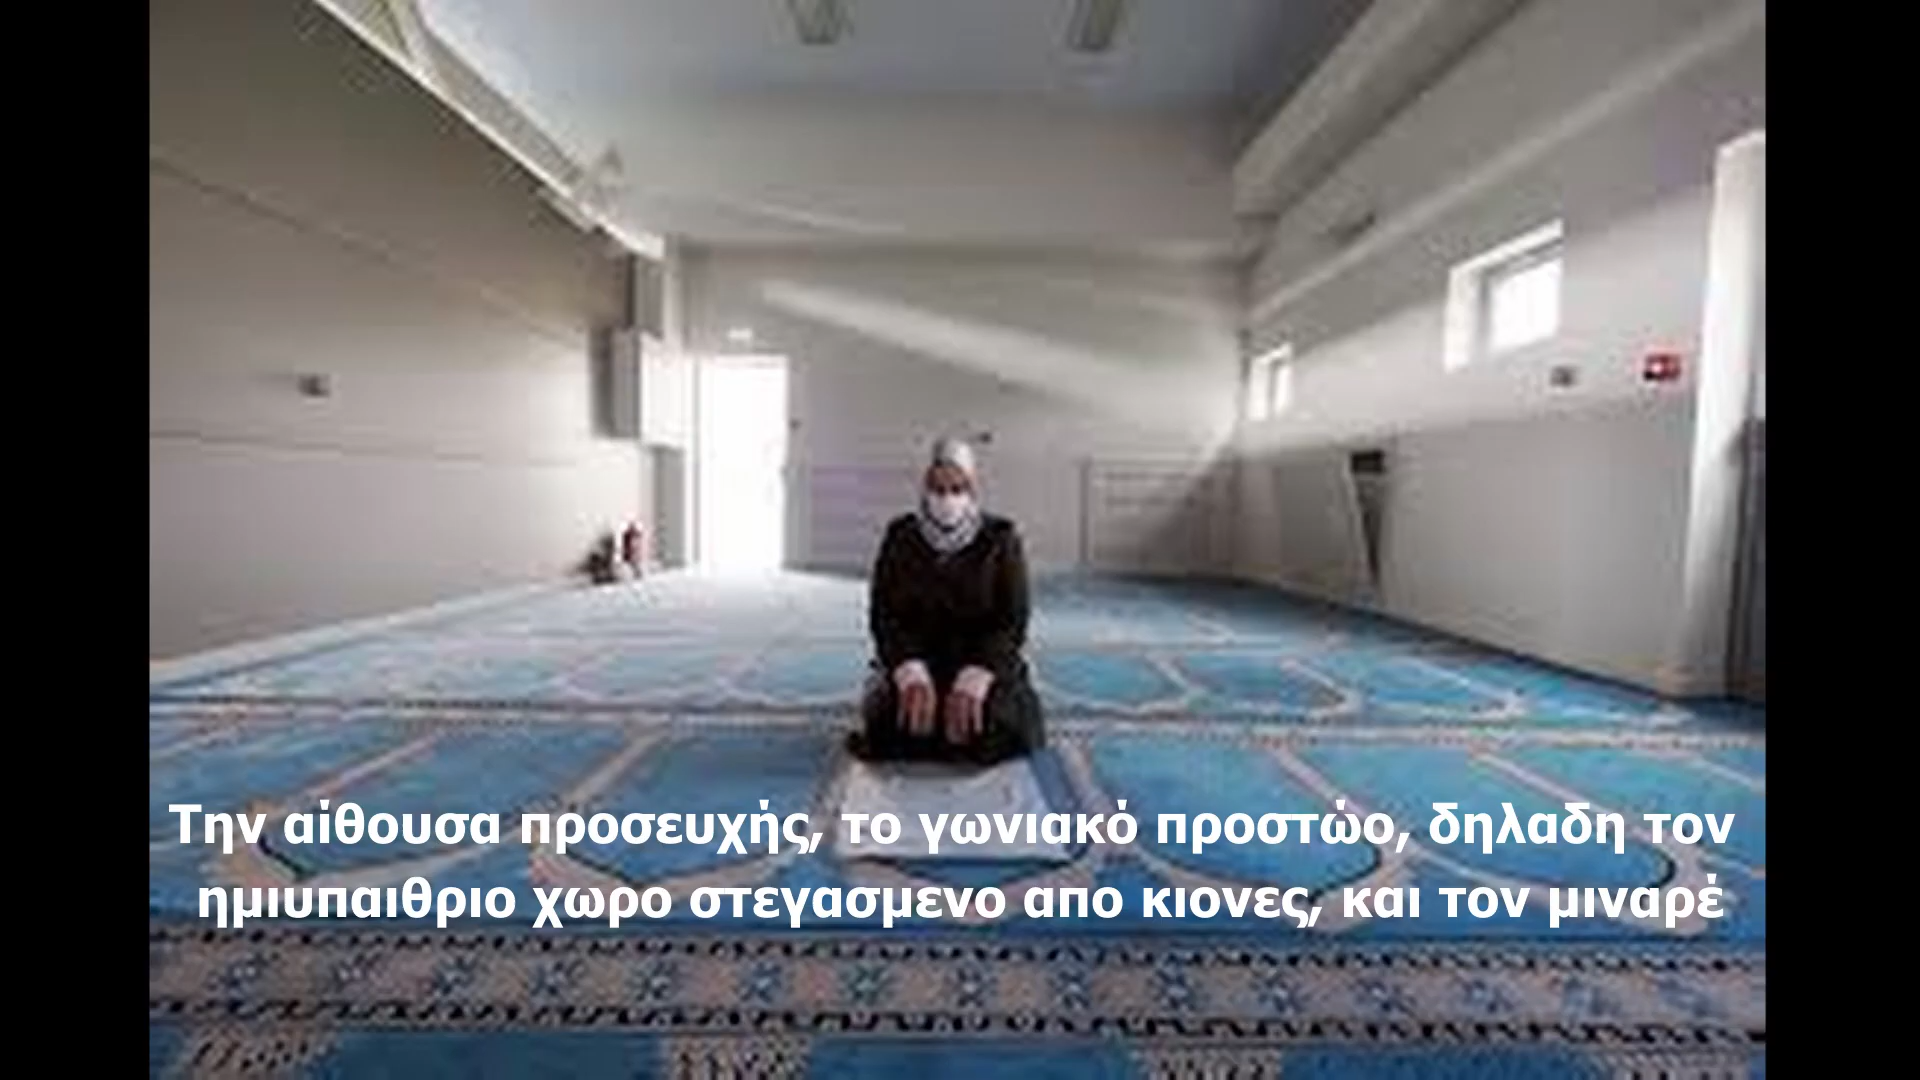 Την αίθουσα προσευχής, το γωνιακό προστώο, δηλαδη τον
ημιυπαιθριο χωρο στεγασμενο απο κιονες, και τον μιναρέ